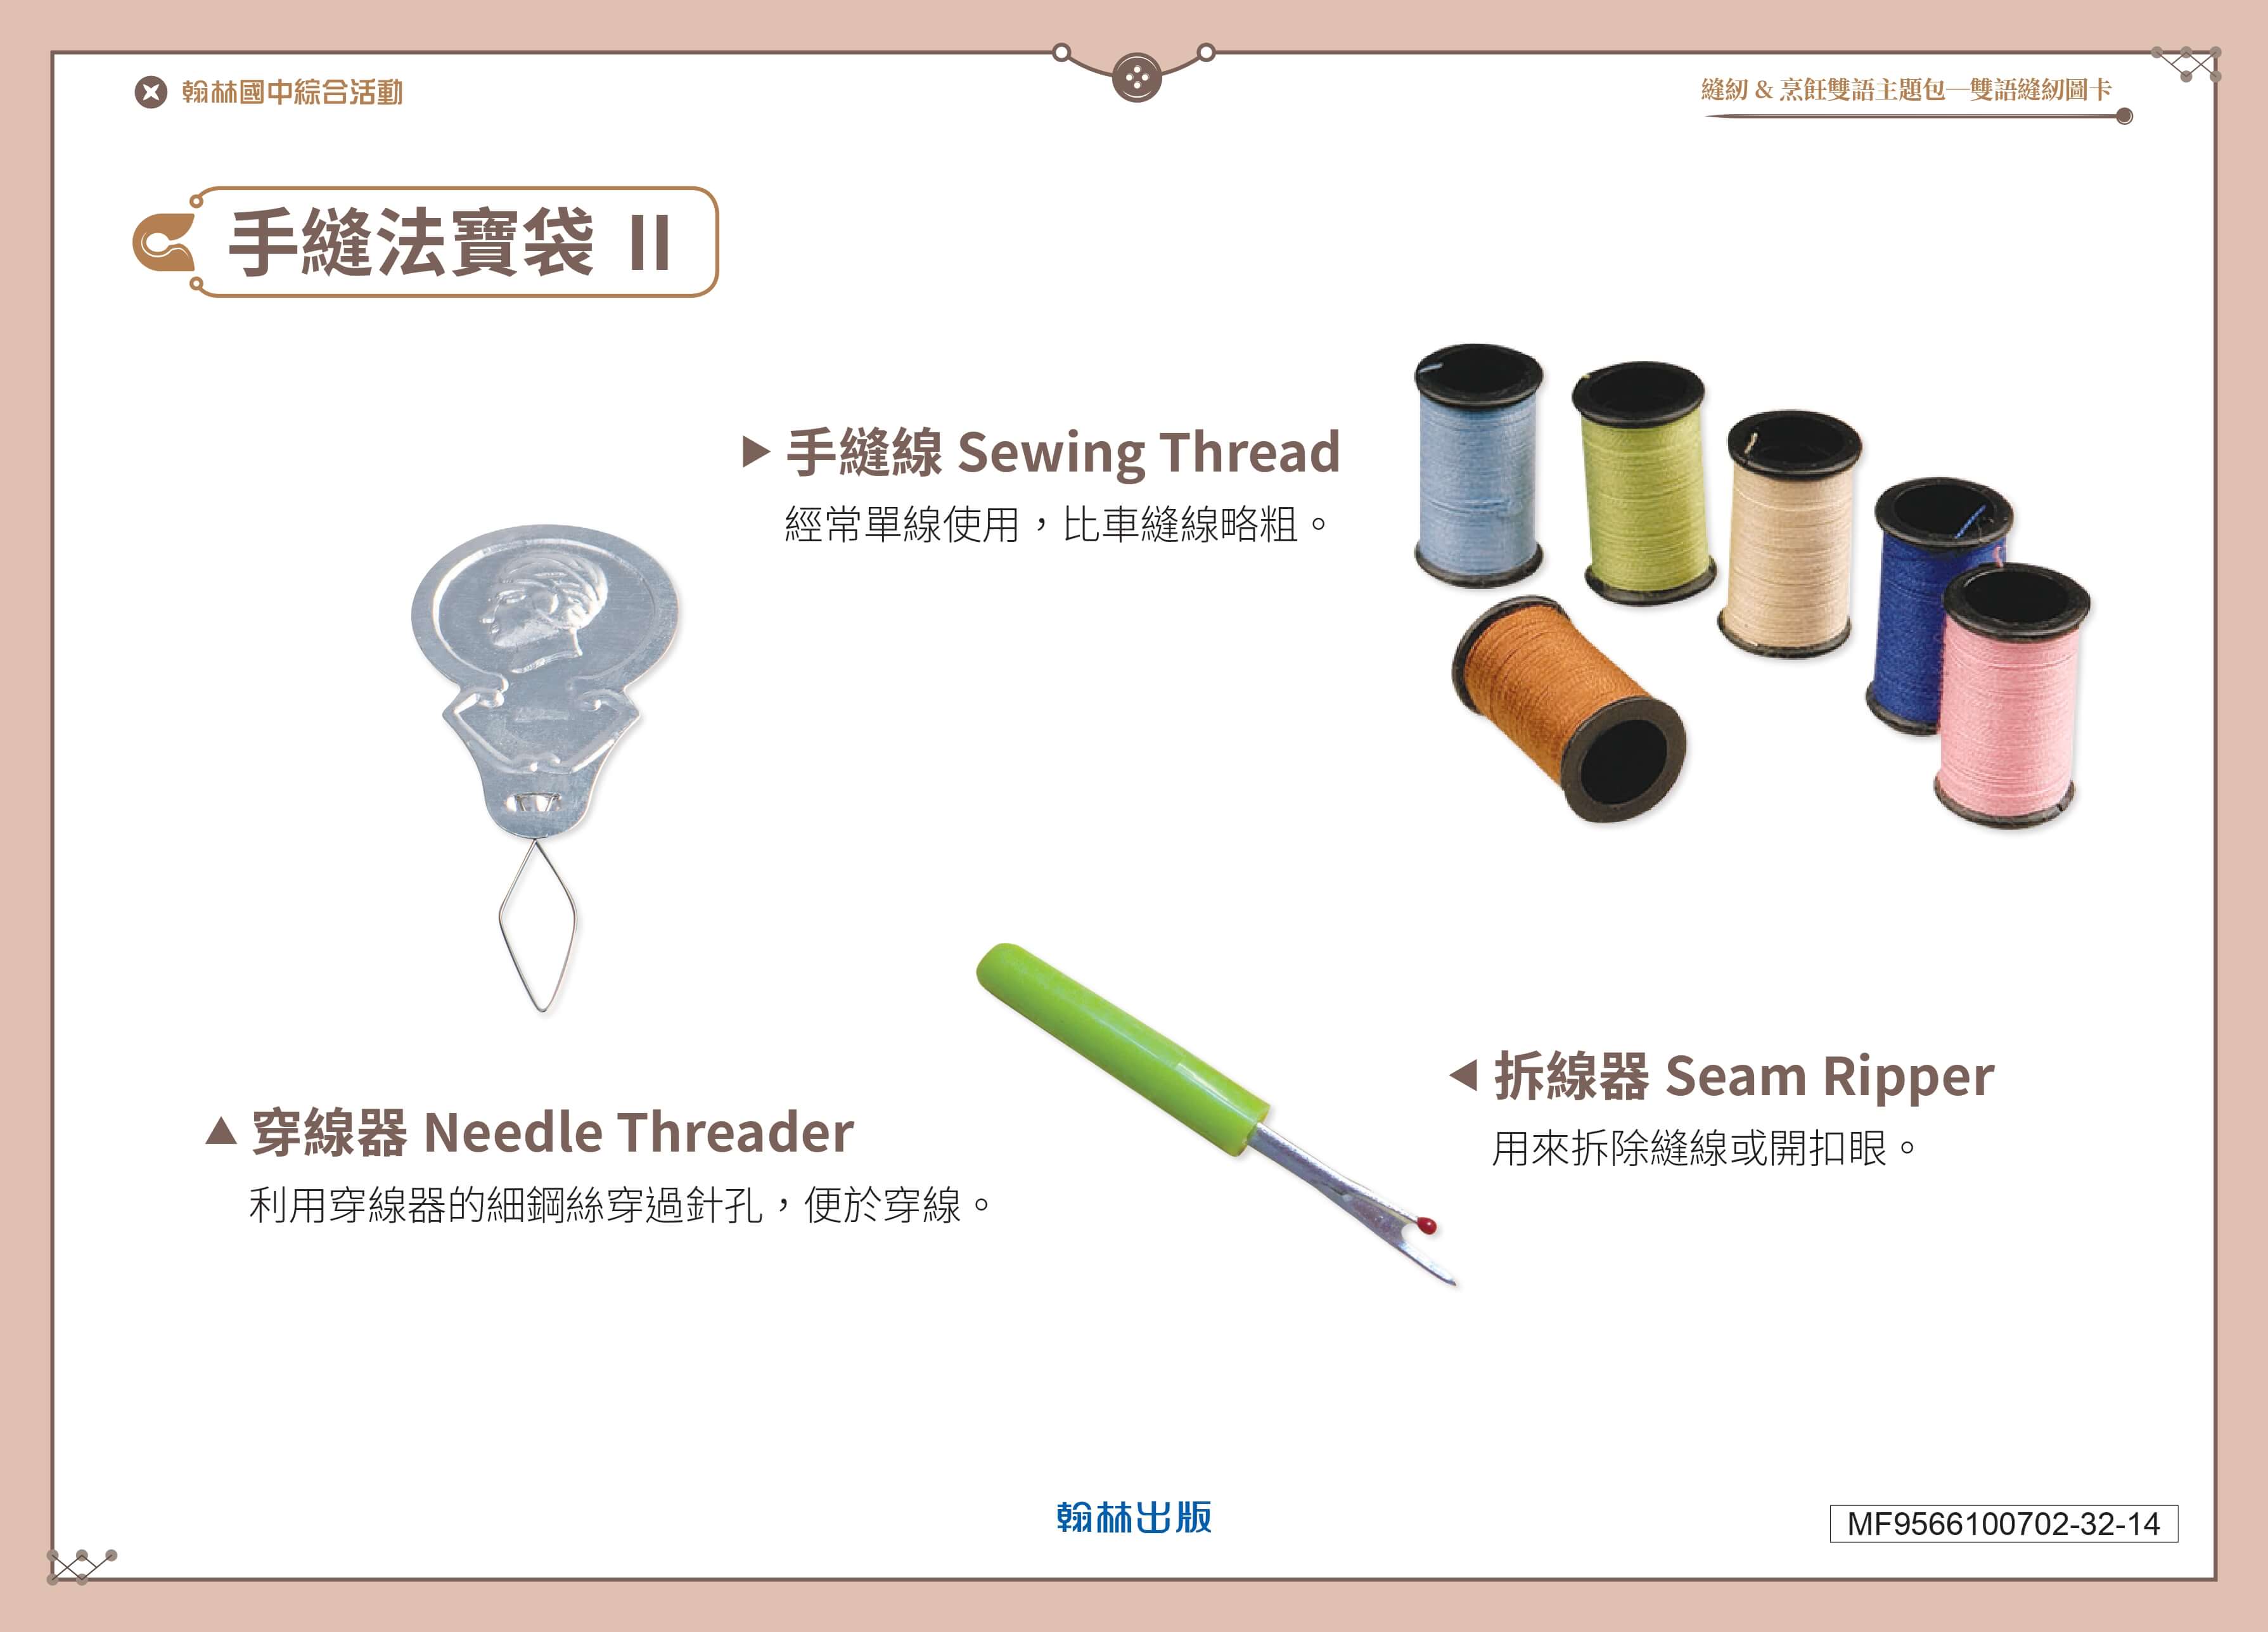 翰林國中綜合活動
縫紉 & 烹飪雙語主題包─雙語縫紉圖卡
手縫法寶袋 II
▶ 手縫線 Sewing Thread
經常單線使用，比車縫線略粗。
▲ 穿線器 Needle Threader
利用穿線器的細鋼絲穿過針孔，便於穿線。
◀ 拆線器 Seam Ripper
用來拆除縫線或開扣眼。
翰林出版
MF9566100702-32-14